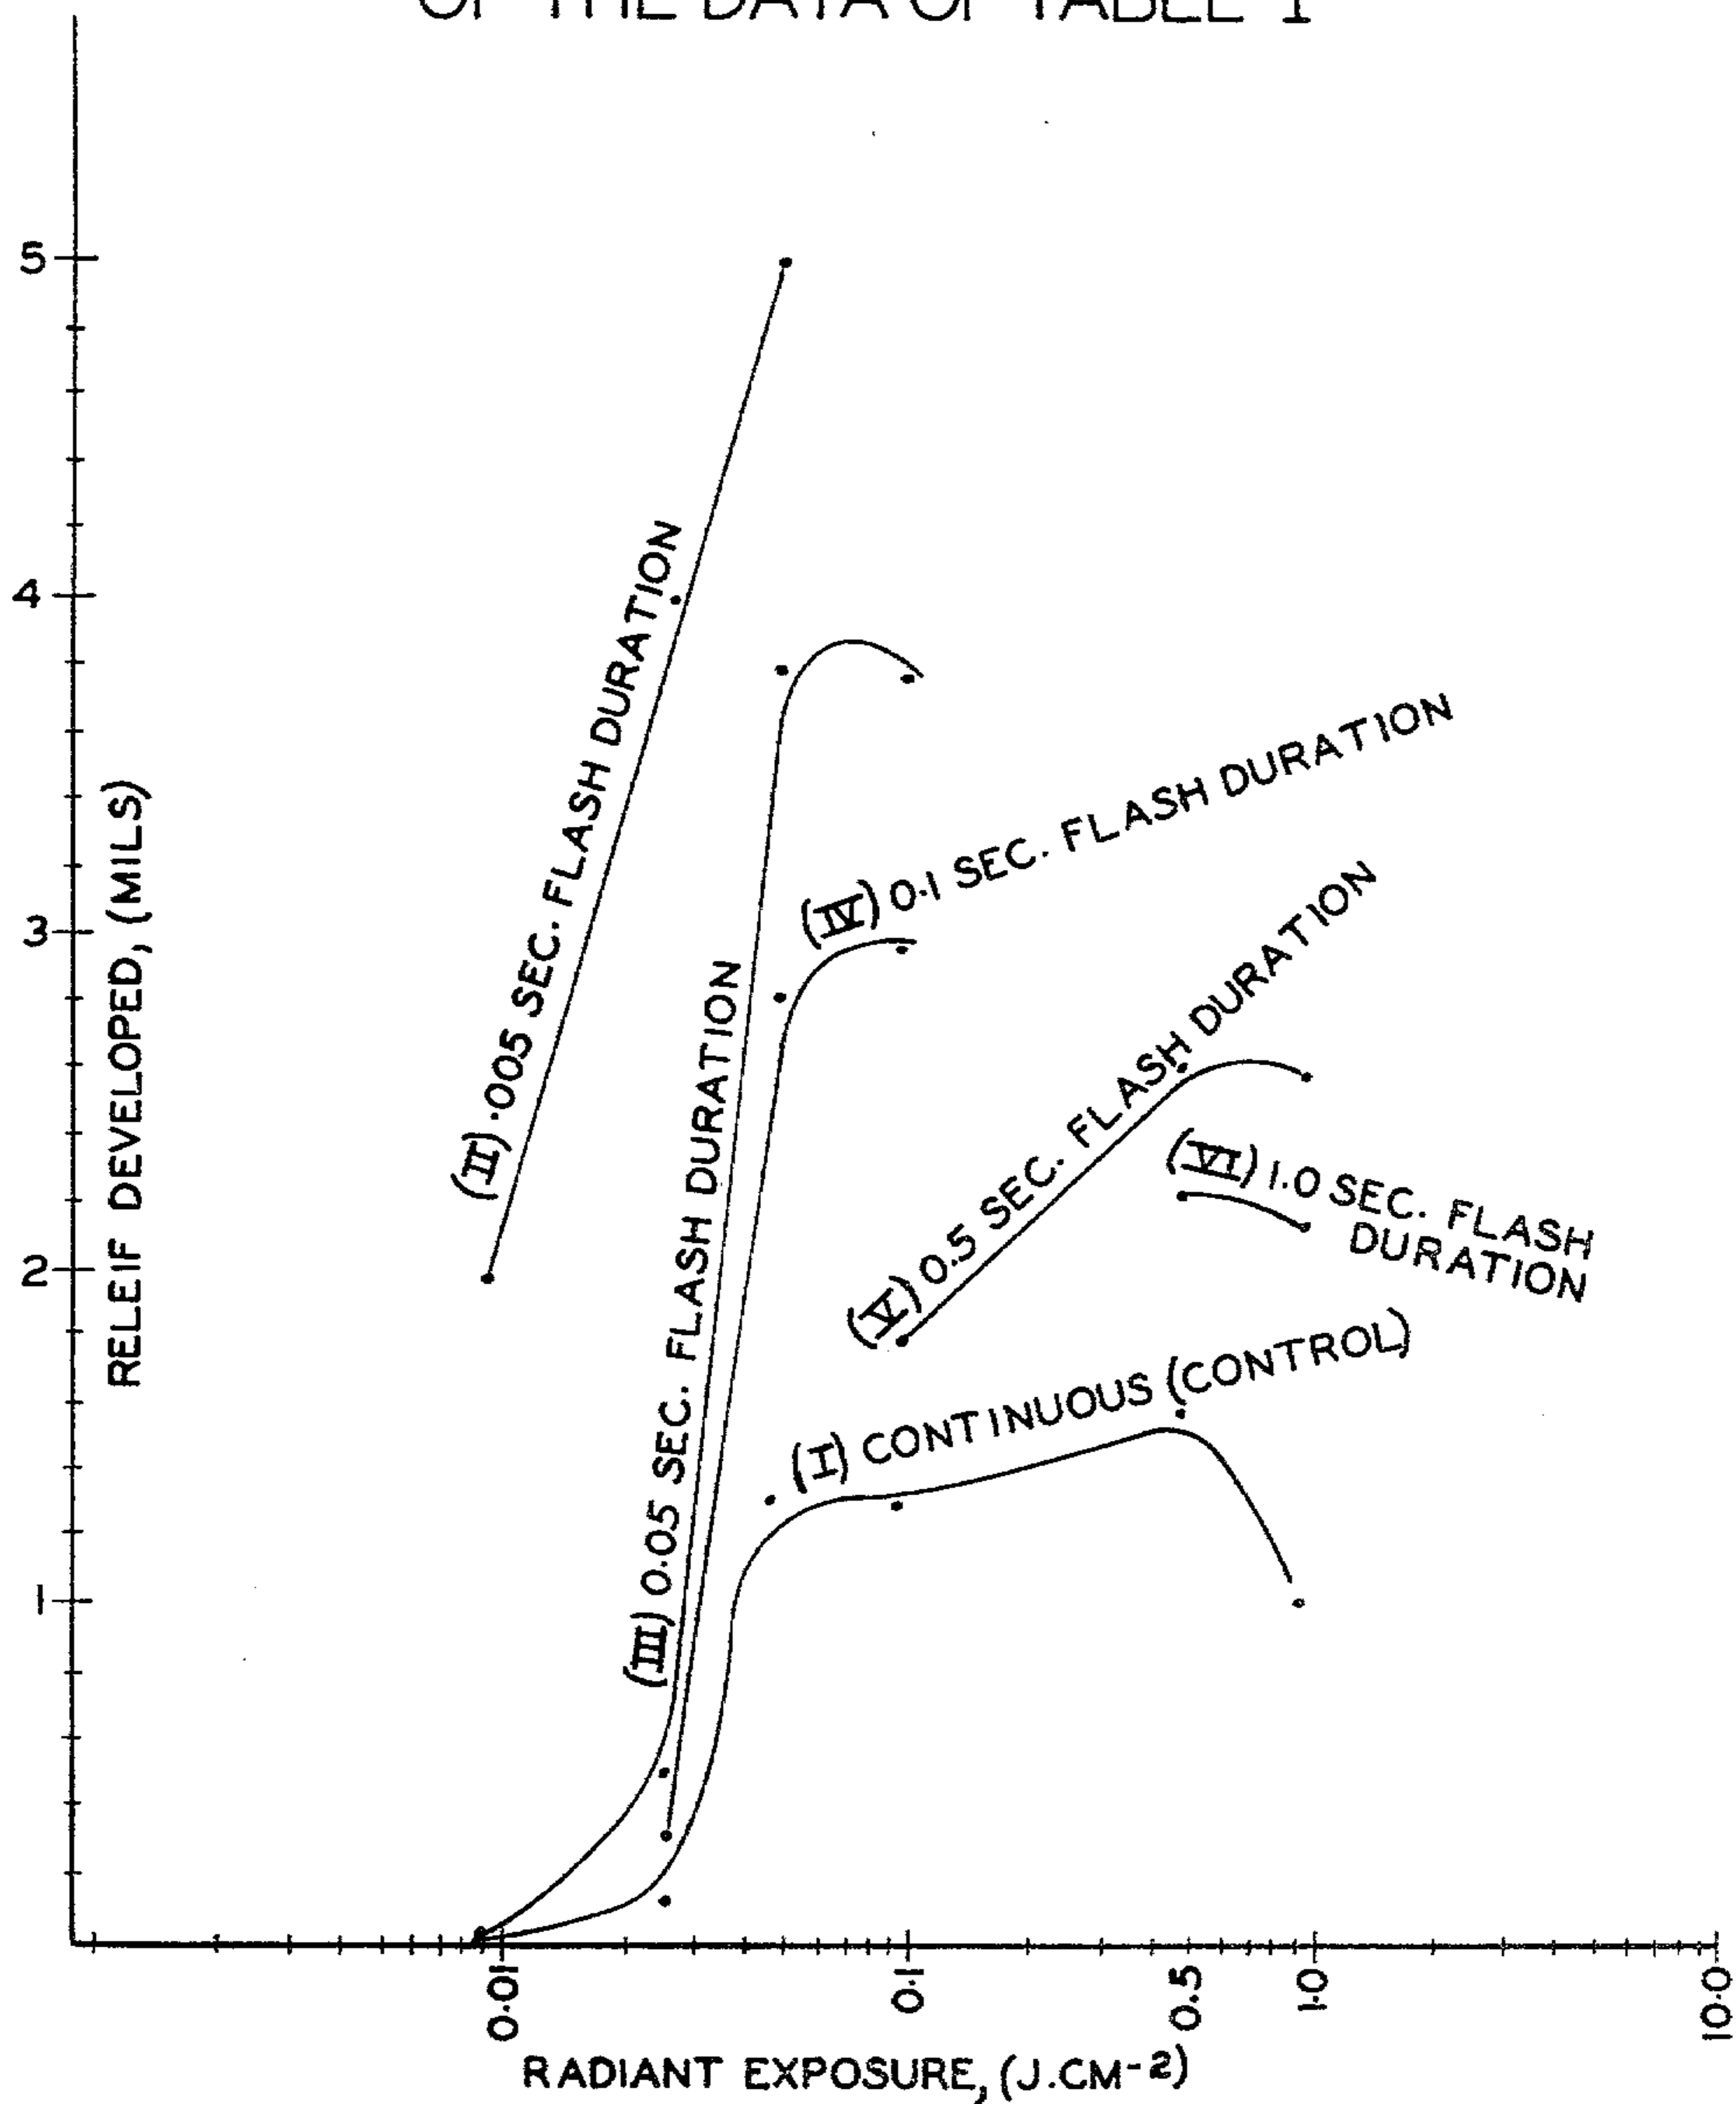 OF THE DATA OF TABLE I
5
4
3
2
1
RELEIF DEVELOPED, (MILS)
(II) .005 SEC. FLASH DURATION
(III) 0.05 SEC. FLASH DURATION
(IV) 0.1 SEC. FLASH DURATION
(V) 0.5 SEC. FLASH DURATION
(VI) 1.0 SEC. FLASH
DURATION
(I) CONTINUOUS (CONTROL)
0.01
0.1
0.5
1.0
10.0
RADIANT EXPOSURE, (J.CM-2)